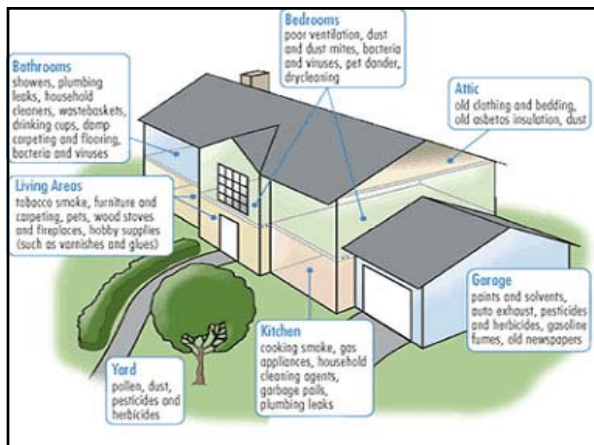 Bedrooms
poor ventilation, dust
and dust mites, bacteria
and viruses, pet dander,
drycleaning
Bathrooms
showers, plumbing
leaks, household
cleaners, wastebaskets,
drinking cups, damp
carpeting and flooring,
bacteria and viruses
Attic
old clothing and bedding,
old asbetos insulation, dust
Living Areas
tobacco smoke, furniture and
carpeting, pets, wood stoves
and fireplaces, hobby supplies
(such as varnishes and glues)
Garage
paints and solvents,
auto exhaust, pesticides
and herbicides, gasoline
fumes, old newspapers
Kitchen
cooking smoke, gas
appliances, household
cleaning agents,
garbage pails,
plumbing leaks
Yard
pollen, dust,
pesticides and
herbicides